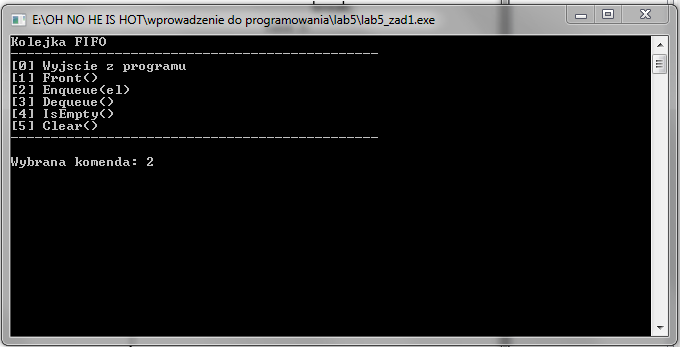 E:\OH NO HE IS HOT\wprowadzenie do programowania\lab5\lab5_zad1.exe
Kolejka FIFO
----------------------------------------------
[0] Wyjscie z programu
[1] Front()
[2] Enqueue(el)
[3] Dequeue()
[4] IsEmpty()
[5] Clear()
----------------------------------------------
Wybrana komenda: 2